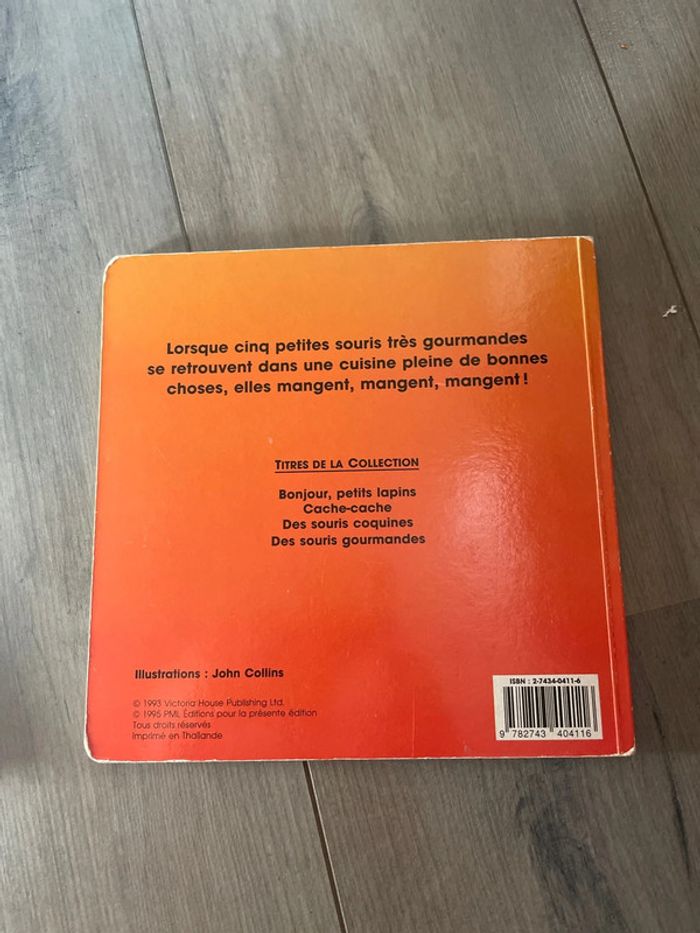 Lorsque cinq petites souris très gourmandes
se retrouvent dans une cuisine pleine de bonnes
choses, elles mangent, mangent, mangent !
TITRES DE LA COLLECTION
Bonjour, petits lapins
Cache-cache
Des souris coquines
Des souris gourmandes
Illustrations : John Collins
© 1993 Victoria House Publishing Ltd.
© 1995 PML Éditions pour la présente édition
Tous droits réservés
Imprimé en Thaïlande
ISBN : 2-7434-0411-6
9 782743 404116